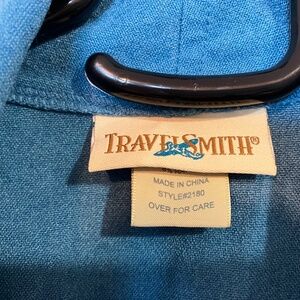 TRAVELSMITH®
MADE IN CHINA
STYLE#2180
OVER FOR CARE